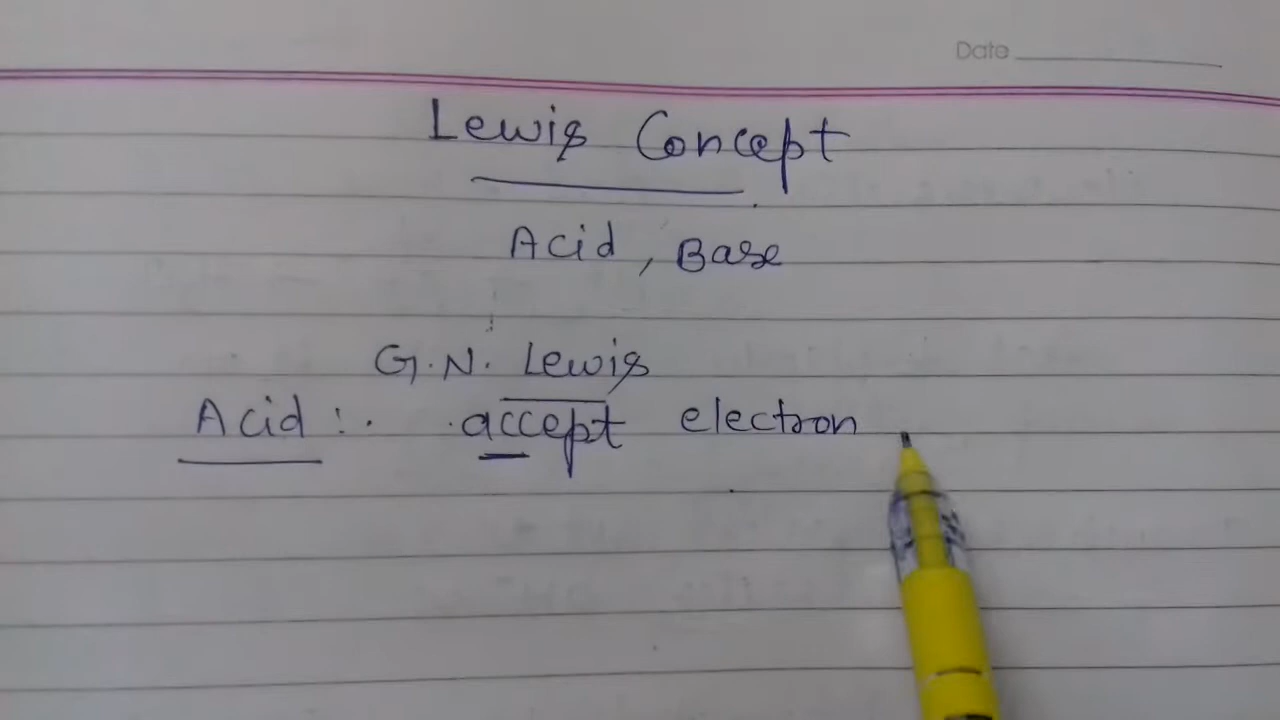 Date
Lewis Concept
Acid, Base
G.N. Lewis
Acid :. accept electron